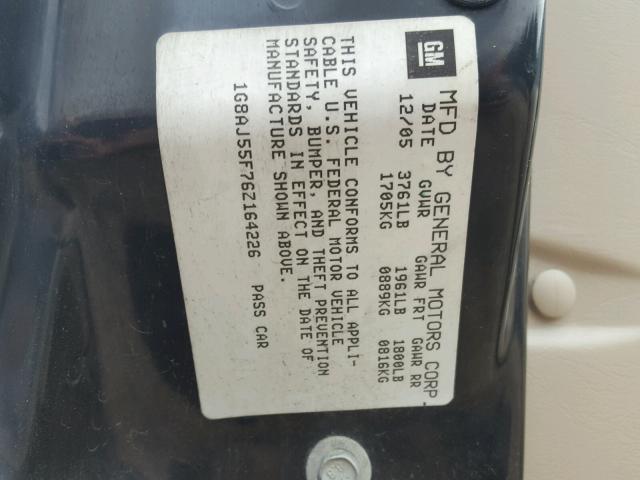 GM
MFD BY GENERAL MOTORS CORP.
DATE GVWR GAWR FRT GAWR RR
12/05 3761LB 1961LB 1800LB
1705KG 0889KG 0816KG
THIS VEHICLE CONFORMS TO ALL APPLI-
CABLE U.S. FEDERAL MOTOR VEHICLE
SAFETY, BUMPER, AND THEFT PREVENTION
STANDARDS IN EFFECT ON THE DATE OF
MANUFACTURE SHOWN ABOVE.
1G8AJ55F76Z164226 PASS CAR